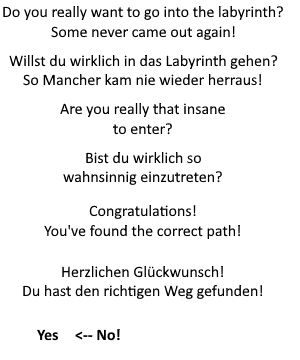 Do you really want to go into the labyrinth?
Some never came out again!
Willst du wirklich in das Labyrinth gehen?
So Mancher kam nie wieder herraus!
Are you really that insane
to enter?
Bist du wirklich so
wahnsinnig einzutreten?
Congratulations!
You've found the correct path!
Herzlichen Glückwunsch!
Du hast den richtigen Weg gefunden!
Yes <-- No!